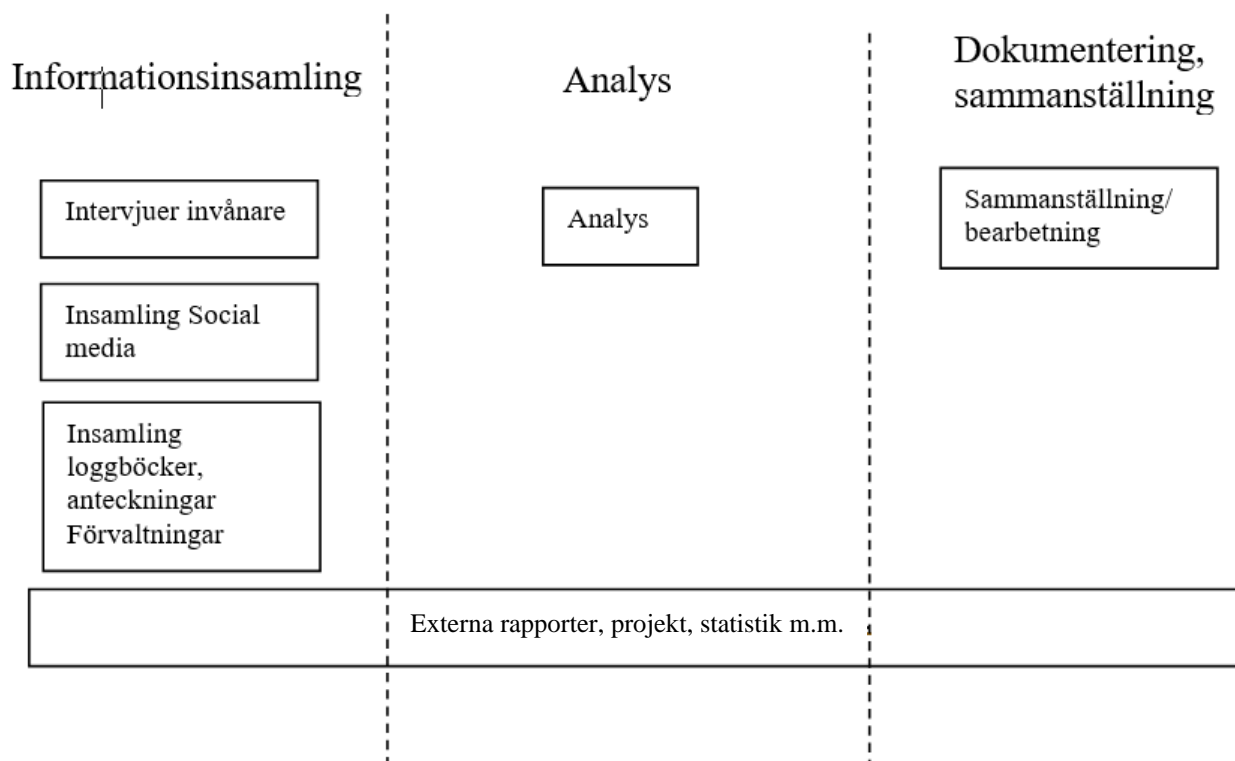 Informationsinsamling
Analys
Dokumentering,
sammanställning
Intervjuer invånare
Insamling Social
media
Insamling
loggböcker,
anteckningar
Förvaltningar
Analys
Sammanställning/
bearbetning
Externa rapporter, projekt, statistik m.m.